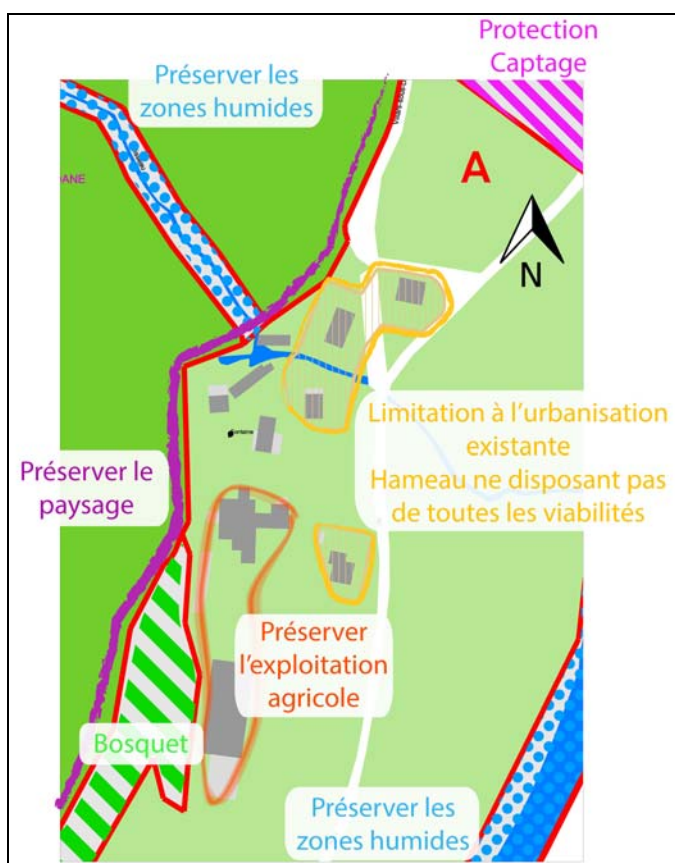 Protection
Captage
Préserver les
zones humides
A
N
Limitation à l'urbanisation
existante
Hameau ne disposant pas
de toutes les viabilités
Préserver le
paysage
Préserver
l'exploitation
agricole
Bosquet
Préserver les
zones humides